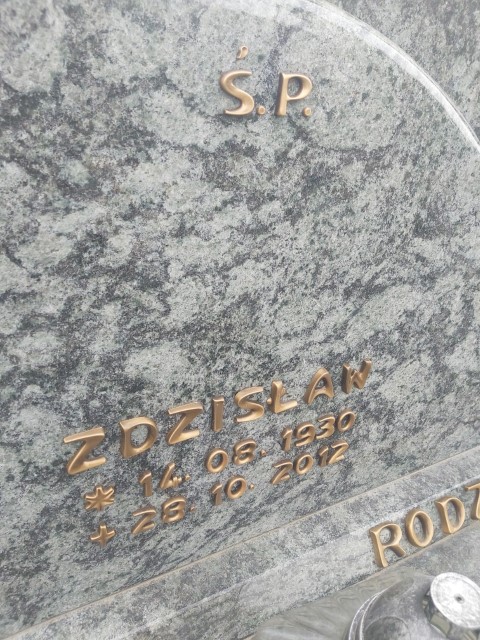 Ś.P.
ZDZISŁAW
* 14. 08. 1930
+ 28. 10. 2012
RODZ